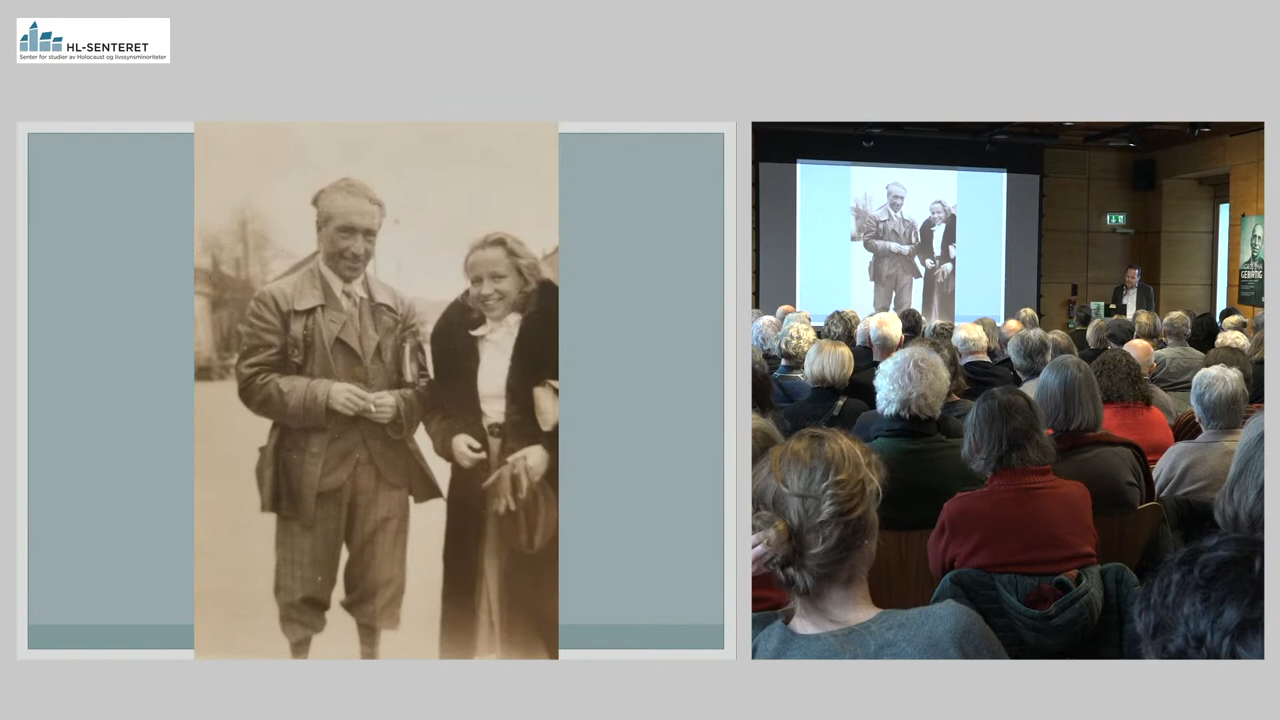 HL-SENTERET
Senter for studier av Holocaust og livssynsminoriteter
GEBIRTIG